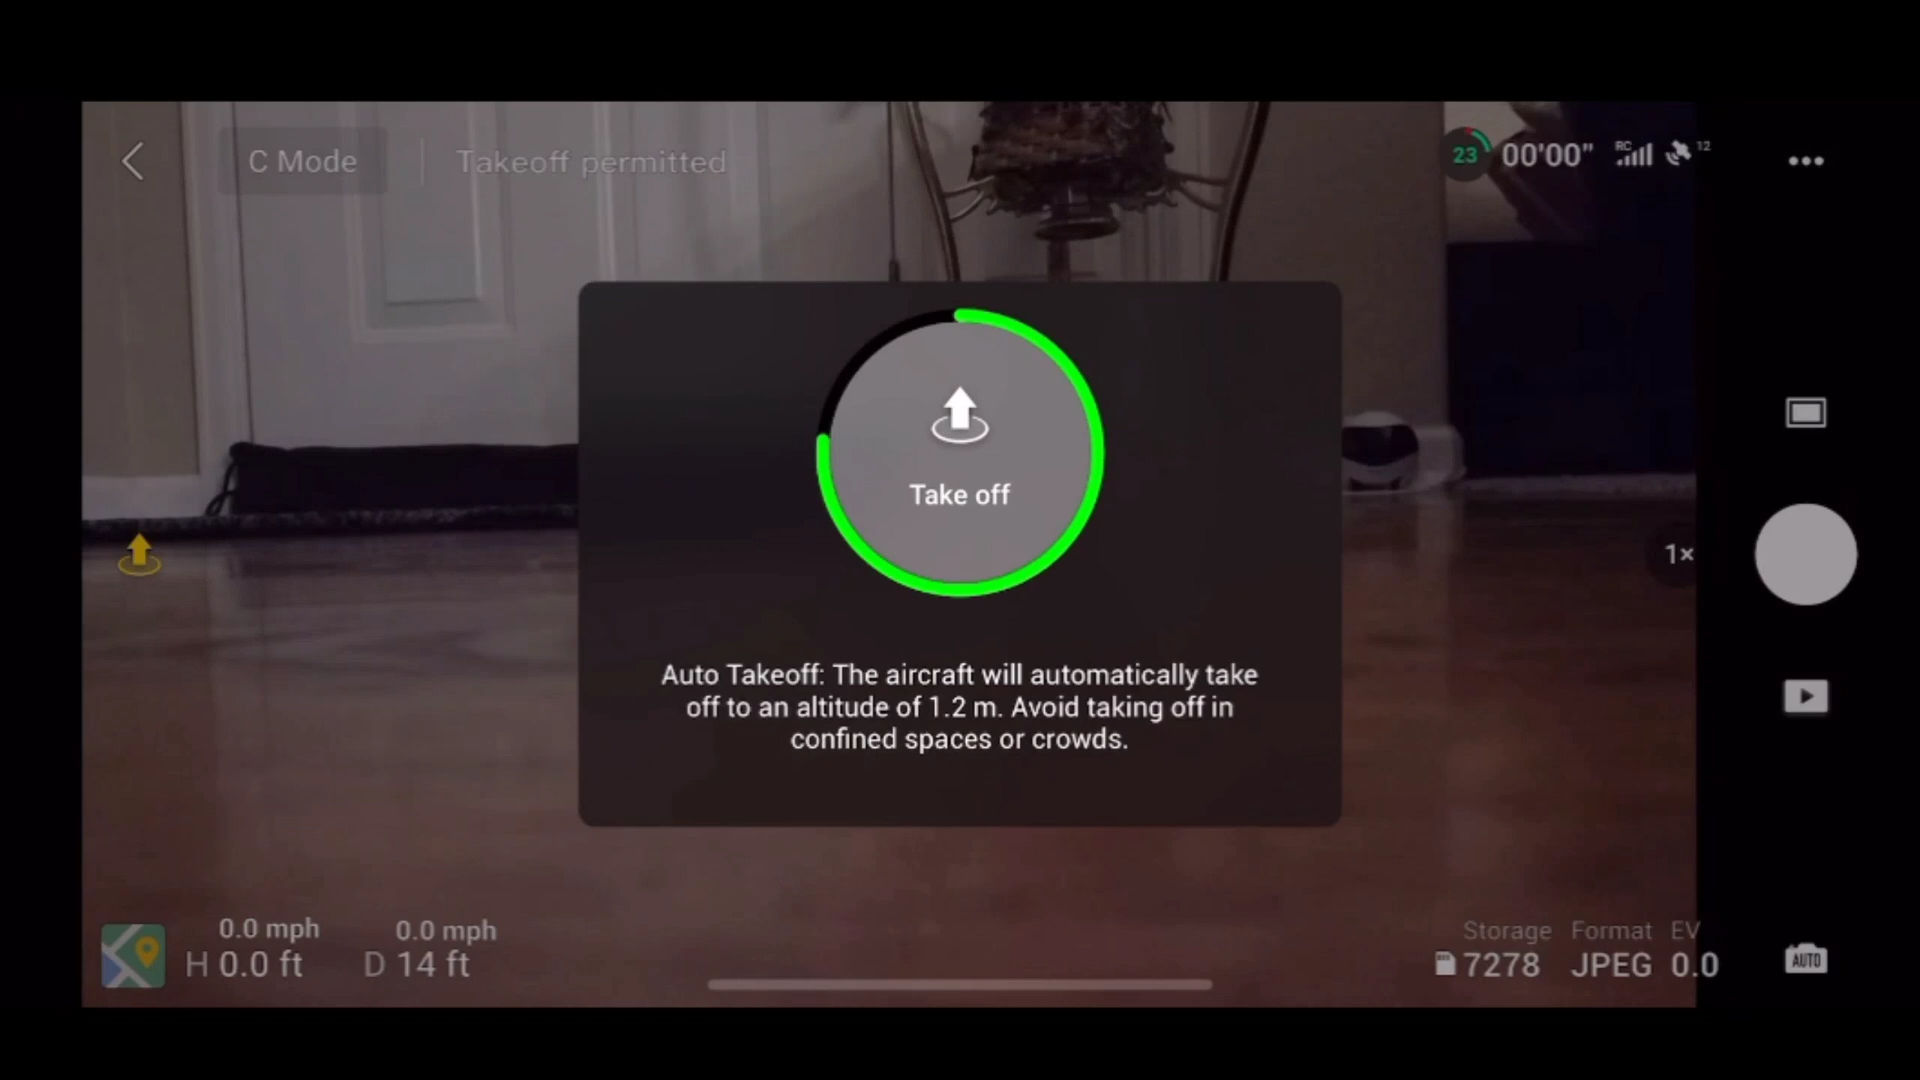 C Mode
Takeoff permitted
23
00'00"
RC
12
Take off
1×
Auto Takeoff: The aircraft will automatically take
off to an altitude of 1.2 m. Avoid taking off in
confined spaces or crowds.
0.0 mph
0.0 mph
H 0.0 ft
D 14 ft
Storage
Format
EV
7278
JPEG
0.0
AUTO